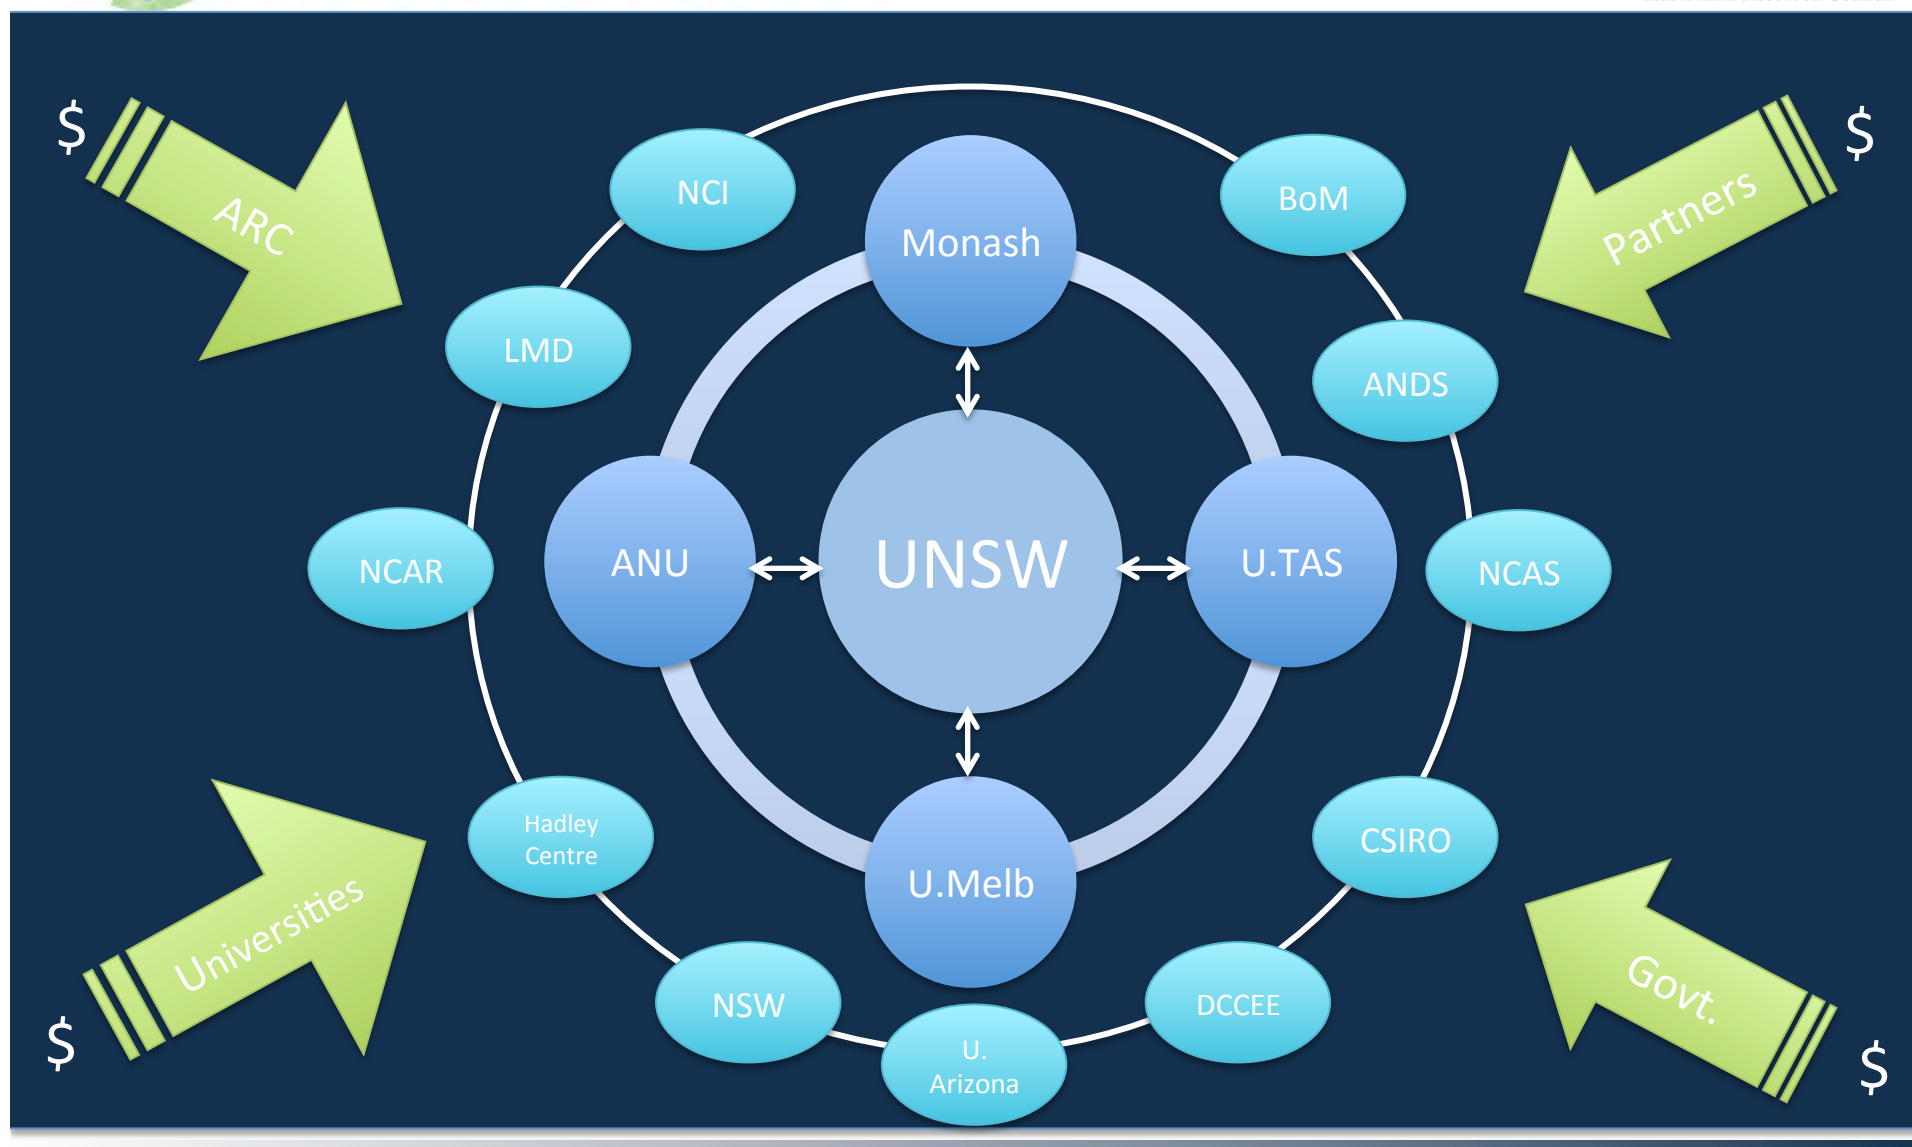 $
$
ARC
Partners
NCI
BoM
Monash
LMD
ANDS
NCAR
ANU
UNSW
U.TAS
NCAS
Hadley
Centre
CSIRO
U.Melb
Universities
Govt.
NSW
DCCEE
U.
Arizona
$
$